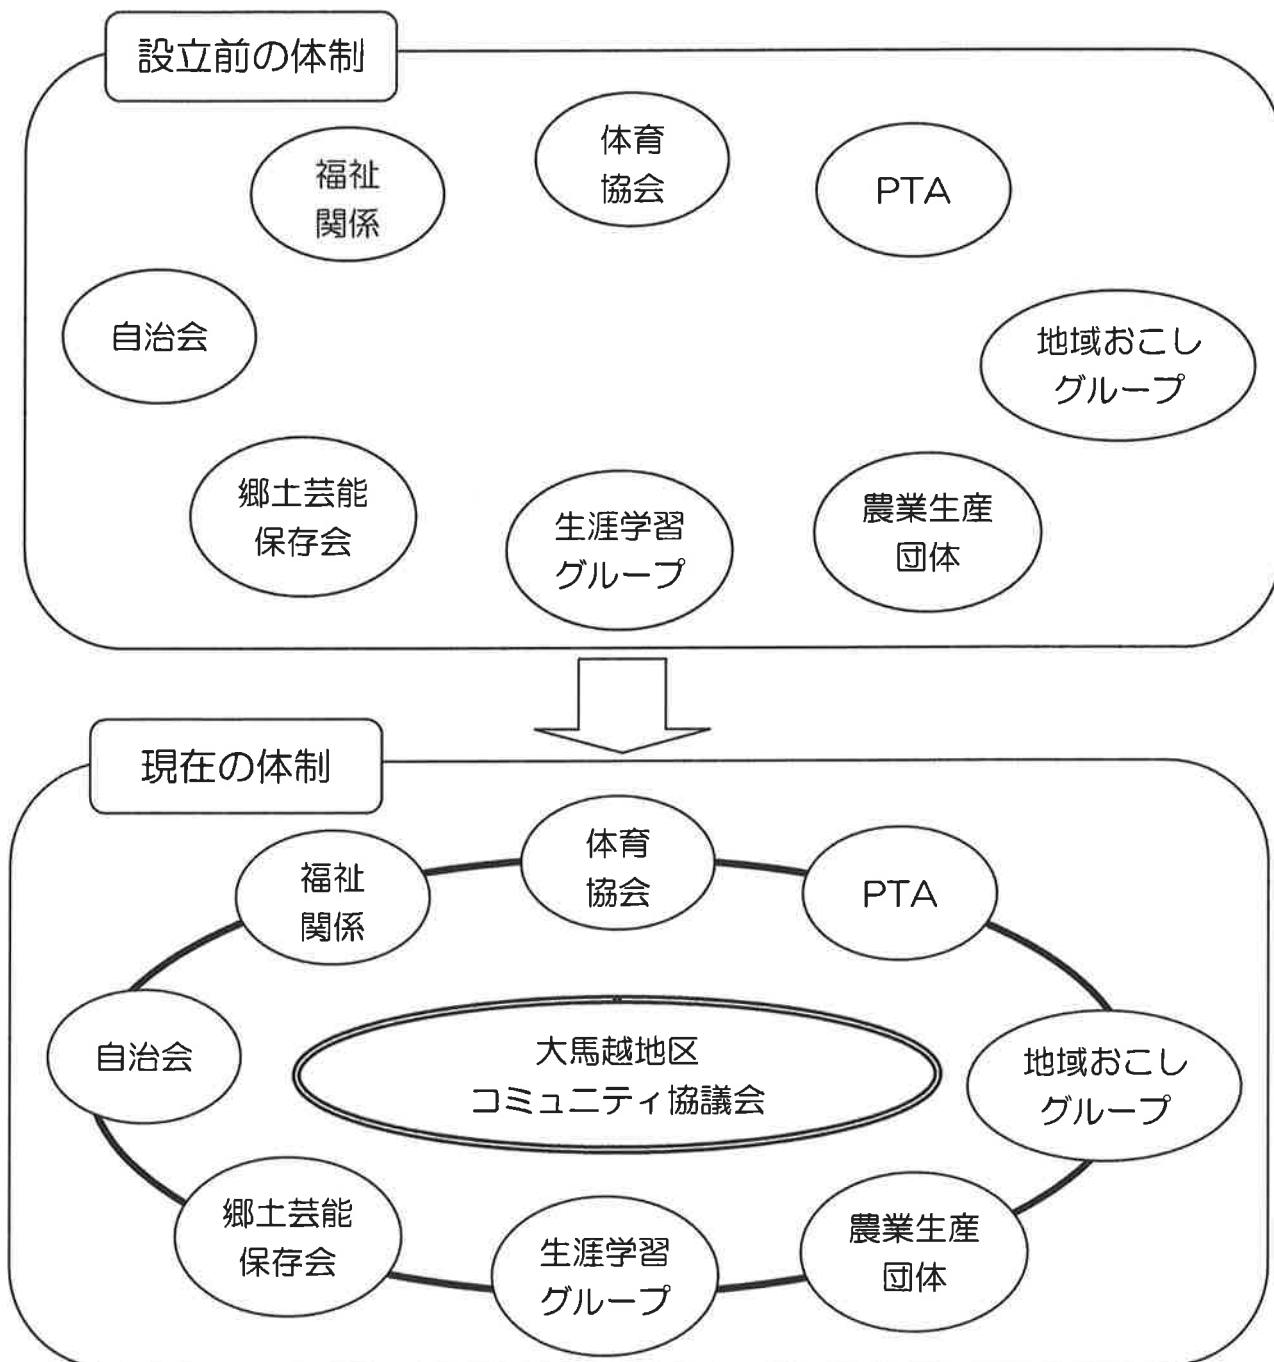 設立前の体制
体育
協会
福祉
関係
PTA
自治会
地域おこし
グループ
郷土芸能
保存会
生涯学習
グループ
農業生産
団体
現在の体制
体育
協会
福祉
関係
PTA
自治会
大馬越地区
コミュニティ協議会
地域おこし
グループ
郷土芸能
保存会
生涯学習
グループ
農業生産
団体